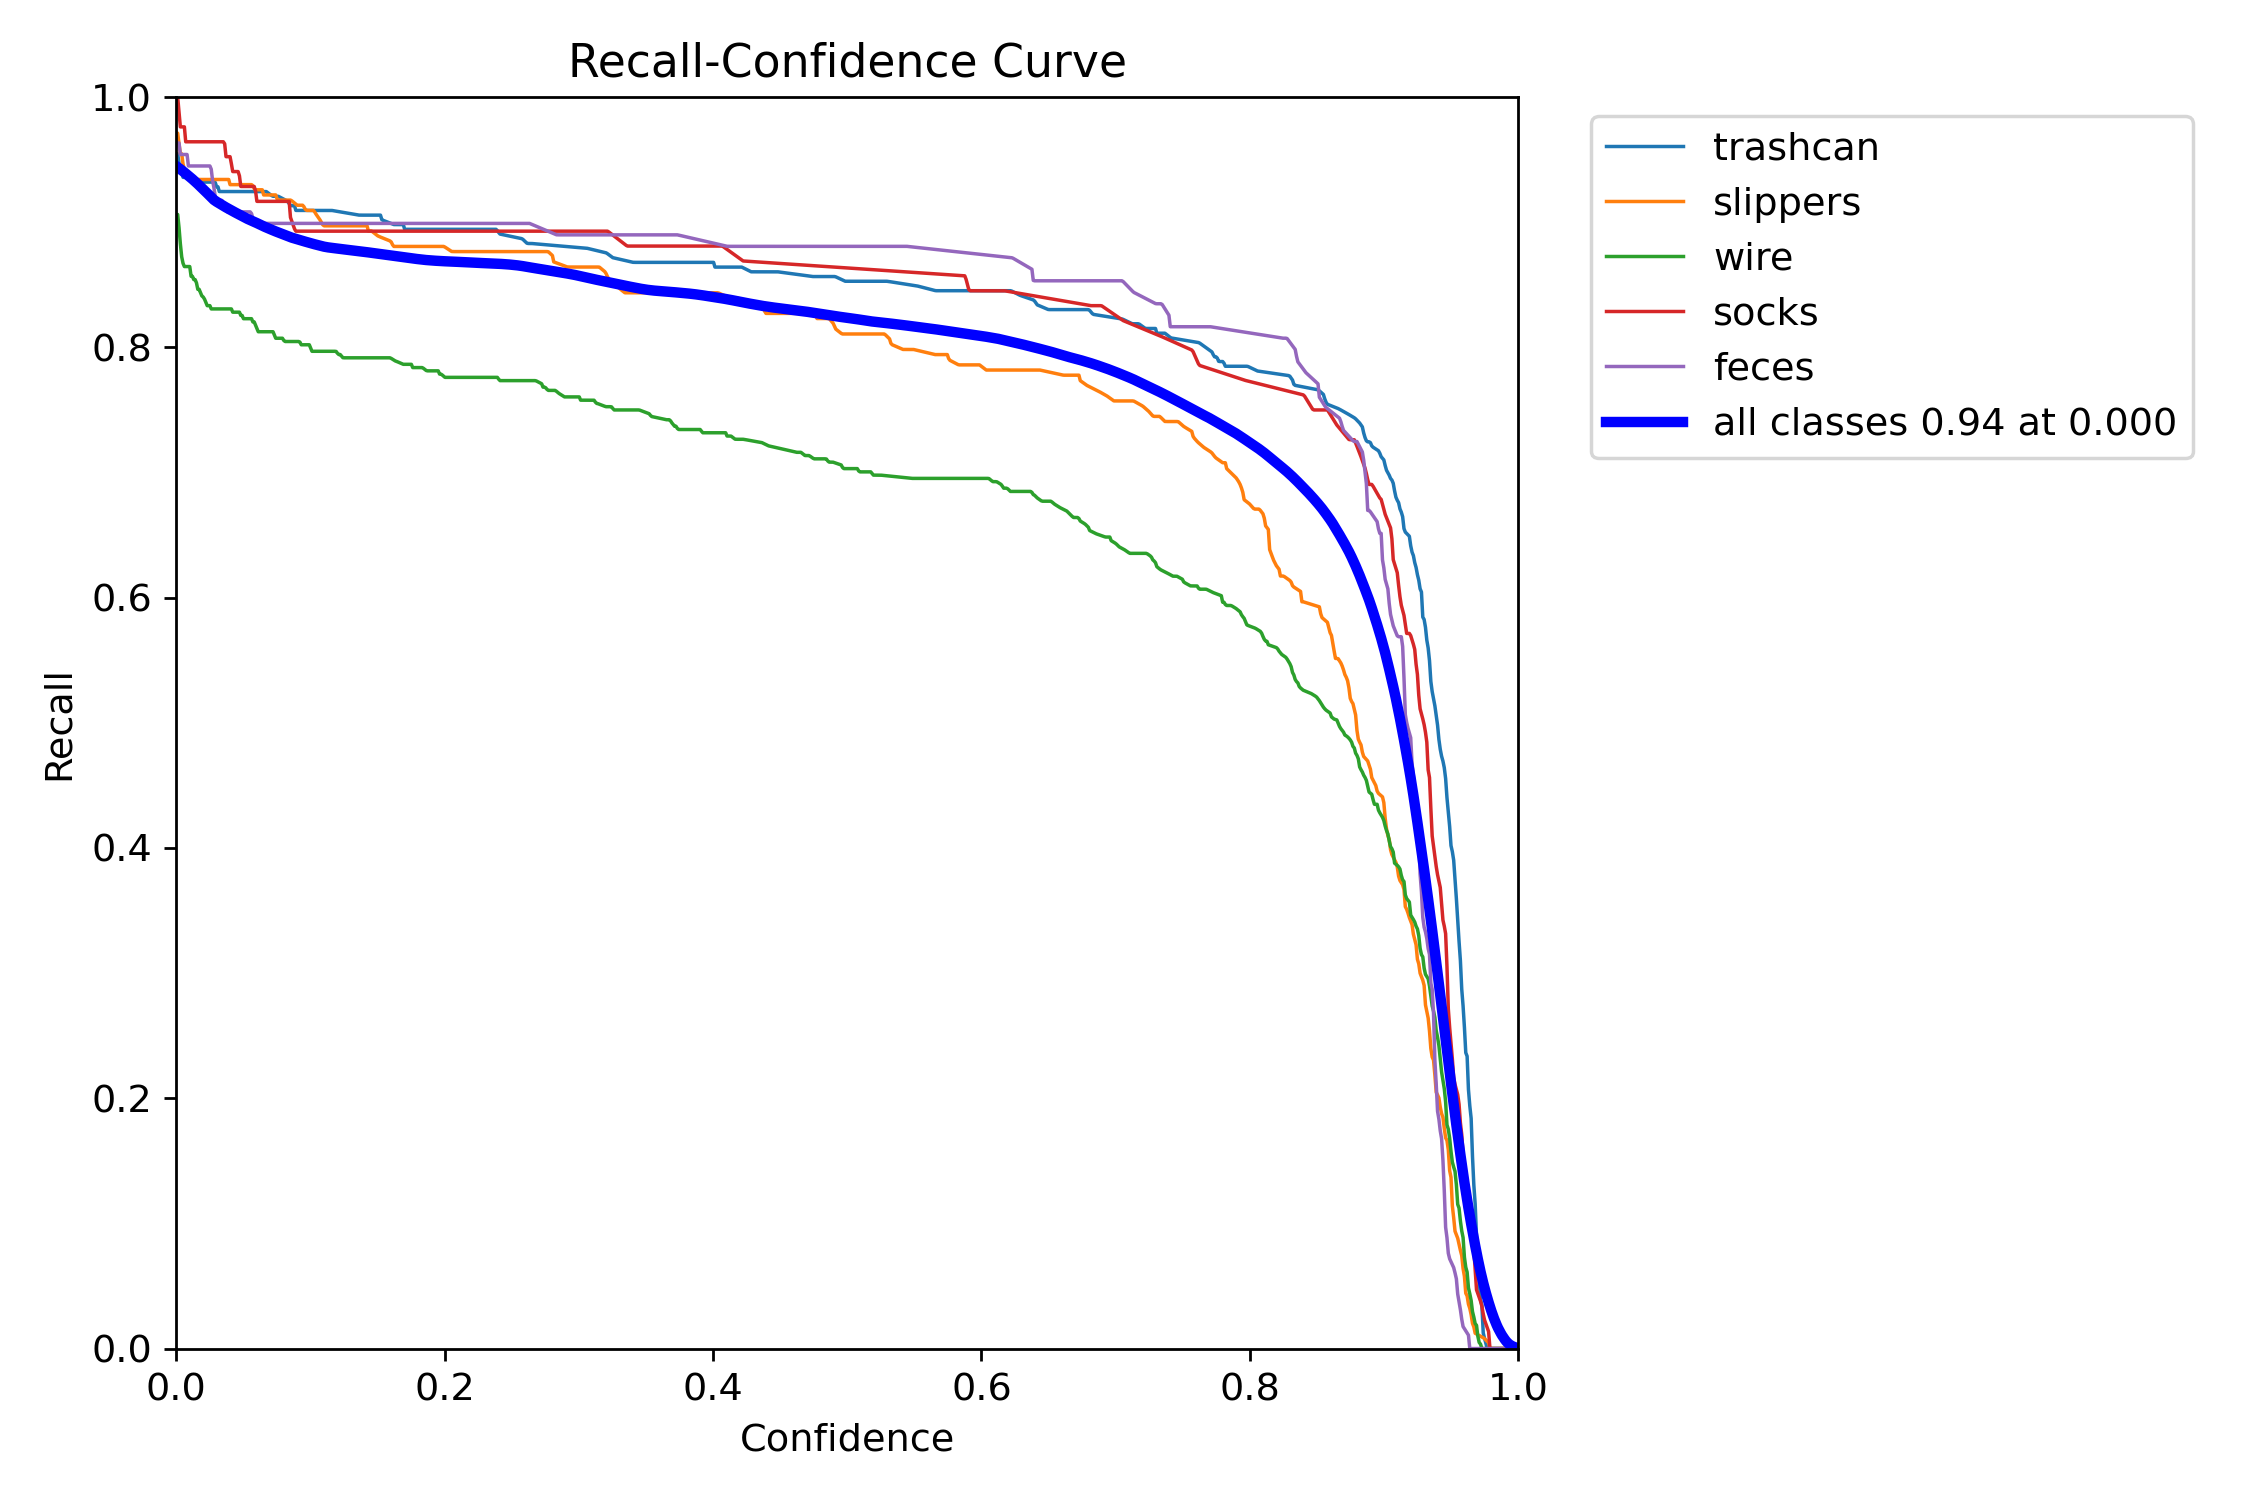 Recall-Confidence Curve
1.0
0.8
0.6
0.4
0.2
0.0
Recall
0.0 0.2 0.4 0.6 0.8 1.0
Confidence
trashcan
slippers
wire
socks
feces
all classes 0.94 at 0.000